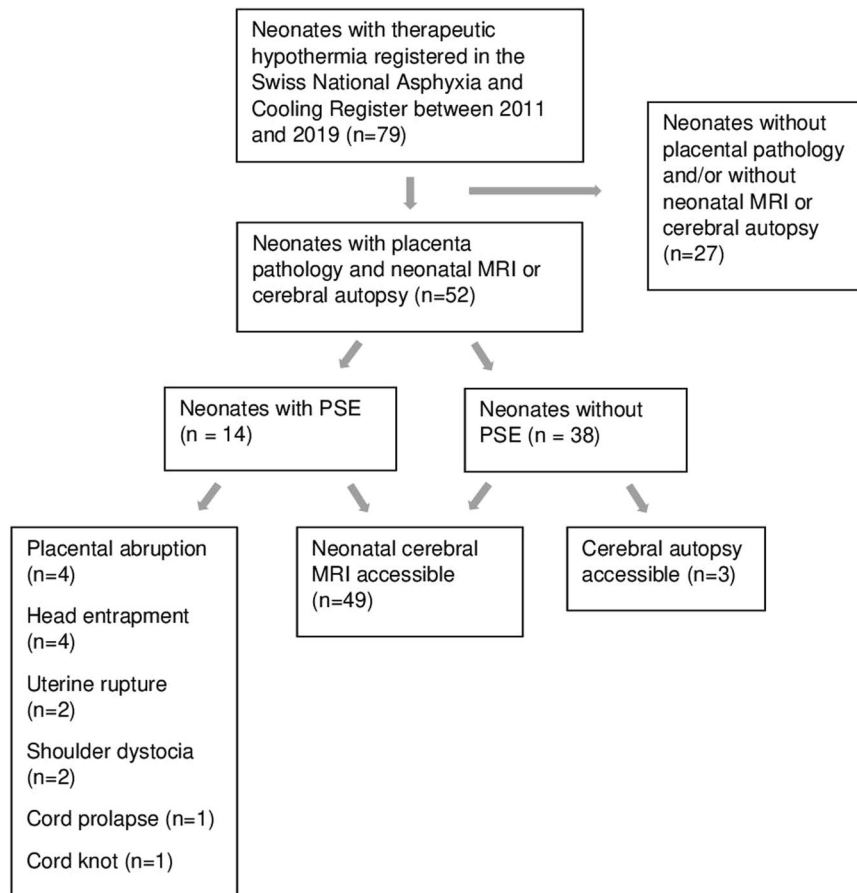 Neonates with therapeutic
hypothermia registered in the
Swiss National Asphyxia and
Cooling Register between 2011
and 2019 (n=79)
Neonates without
placental pathology
and/or without
neonatal MRI or
cerebral autopsy
(n=27)
Neonates with placenta
pathology and neonatal MRI or
cerebral autopsy (n=52)
Neonates with PSE
(n = 14)
Neonates without
PSE (n = 38)
Placental abruption
(n=4)
Head entrapment
(n=4)
Uterine rupture
(n=2)
Shoulder dystocia
(n=2)
Cord prolapse (n=1)
Cord knot (n=1)
Neonatal cerebral
MRI accessible
(n=49)
Cerebral autopsy
accessible (n=3)